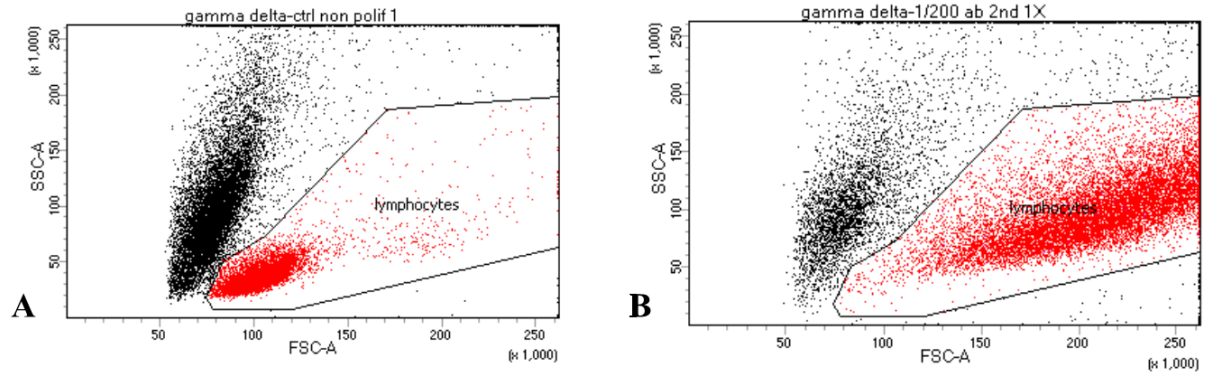 gamma delta-ctrl non polif 1
(x 1,000)
250
200
150
100
50
SSC-A
lymphocytes
A
50 100 150 200 250
FSC-A
(x 1,000)
gamma delta-1/200 ab 2nd 1X
(x 1,000)
250
200
150
100
50
SSC-A
lymphocytes
B
50 100 150 200 250
FSC-A
(x 1,000)